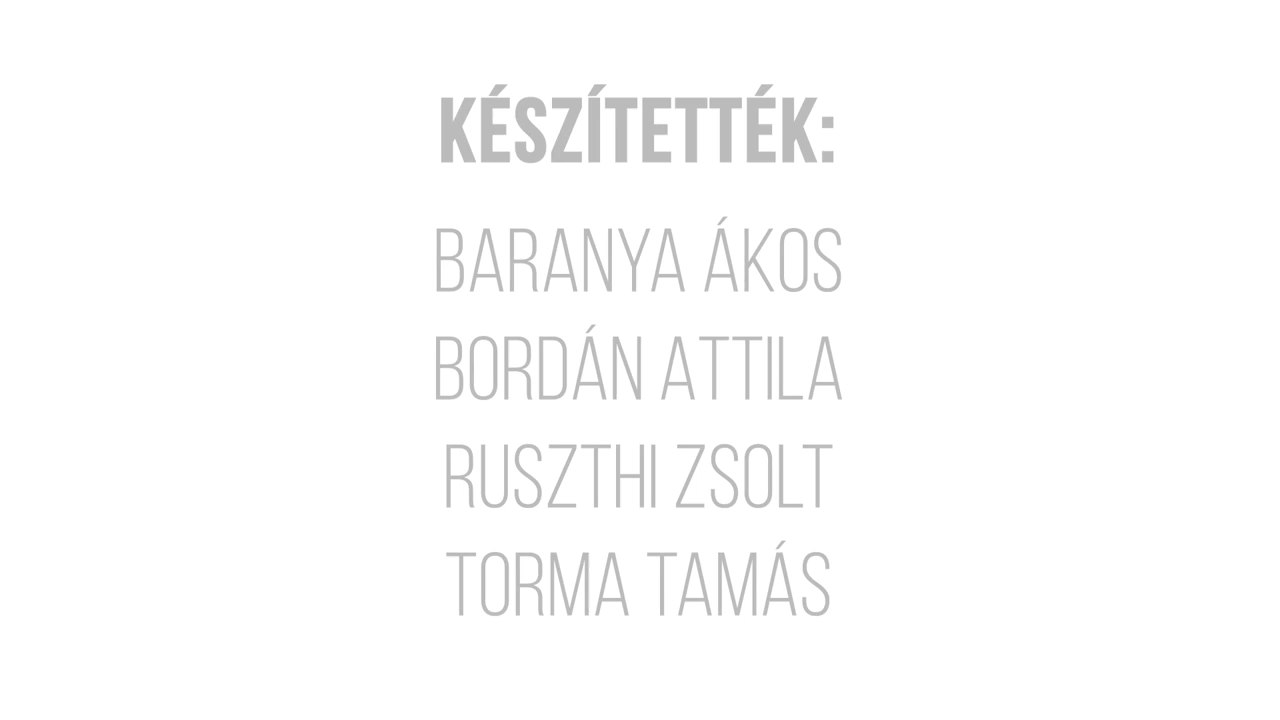 KÉSZÍTETTÉK:
BARANYA ÁKOS
BORDÁN ATTILA
RUSZTHI ZSOLT
TORMA TAMÁS